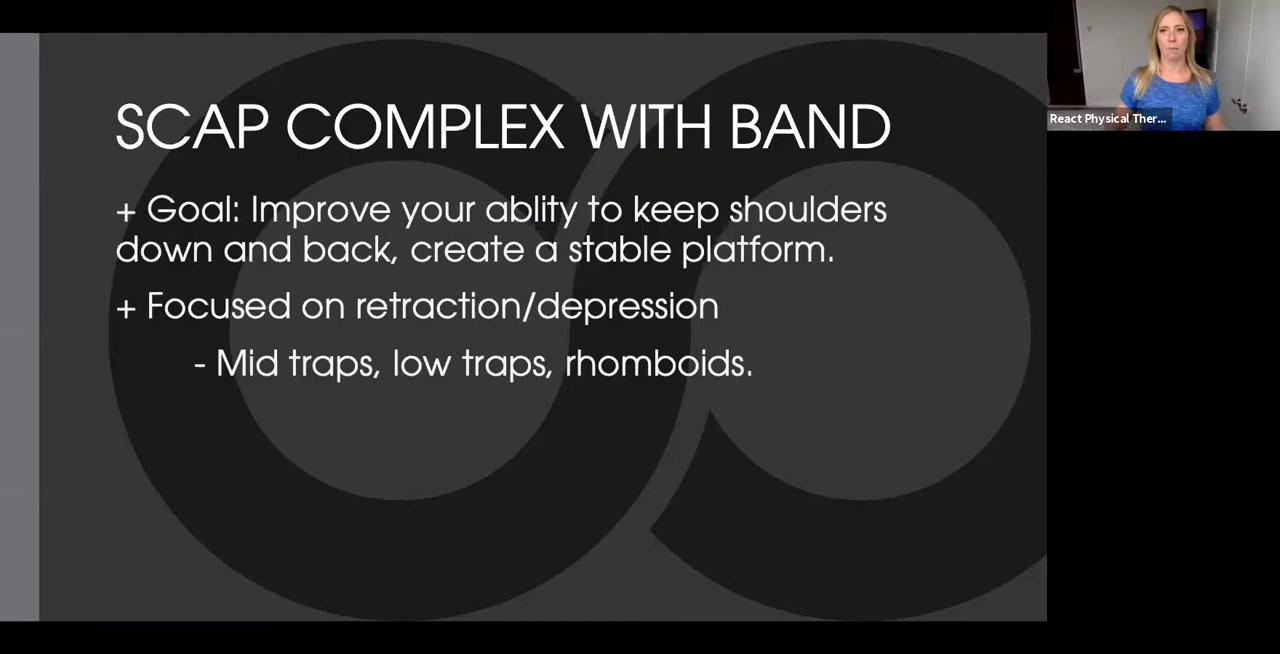 SCAP COMPLEX WITH BAND
+ Goal: Improve your ablity to keep shoulders
down and back, create a stable platform.
+ Focused on retraction/depression
- Mid traps, low traps, rhomboids.
React Physical Ther...